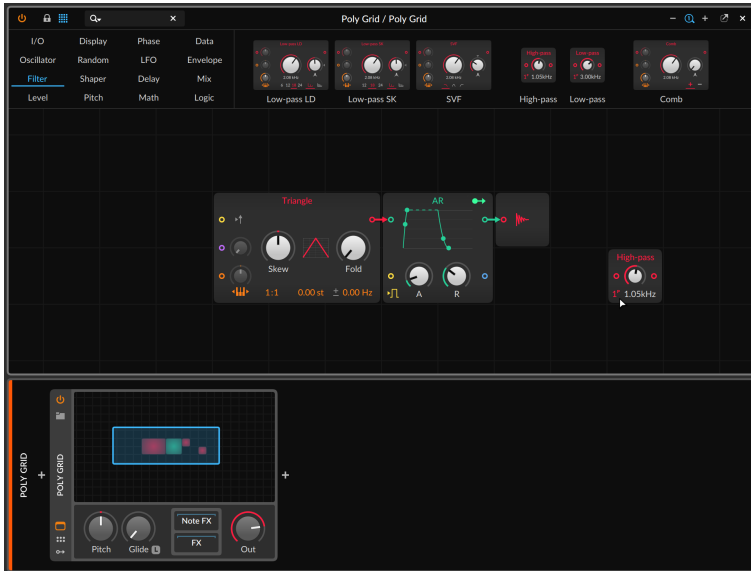 Poly Grid / Poly Grid
I/O Display Phase Data
Oscillator Random LFO Envelope
Filter Shaper Delay Mix
Level Pitch Math Logic
Low-pass LD
Low-pass SK
SVF
High-pass
1.05kHz
High-pass
Low-pass
3.00kHz
Low-pass
Comb
Comb
Triangle
Skew
Fold
1:1 0.00 st ± 0.00 Hz
AR
A R
High-pass
1° 1.05kHz
POLY GRID
+
POLY GRID
+
Pitch
Glide L
Note FX
FX
Out